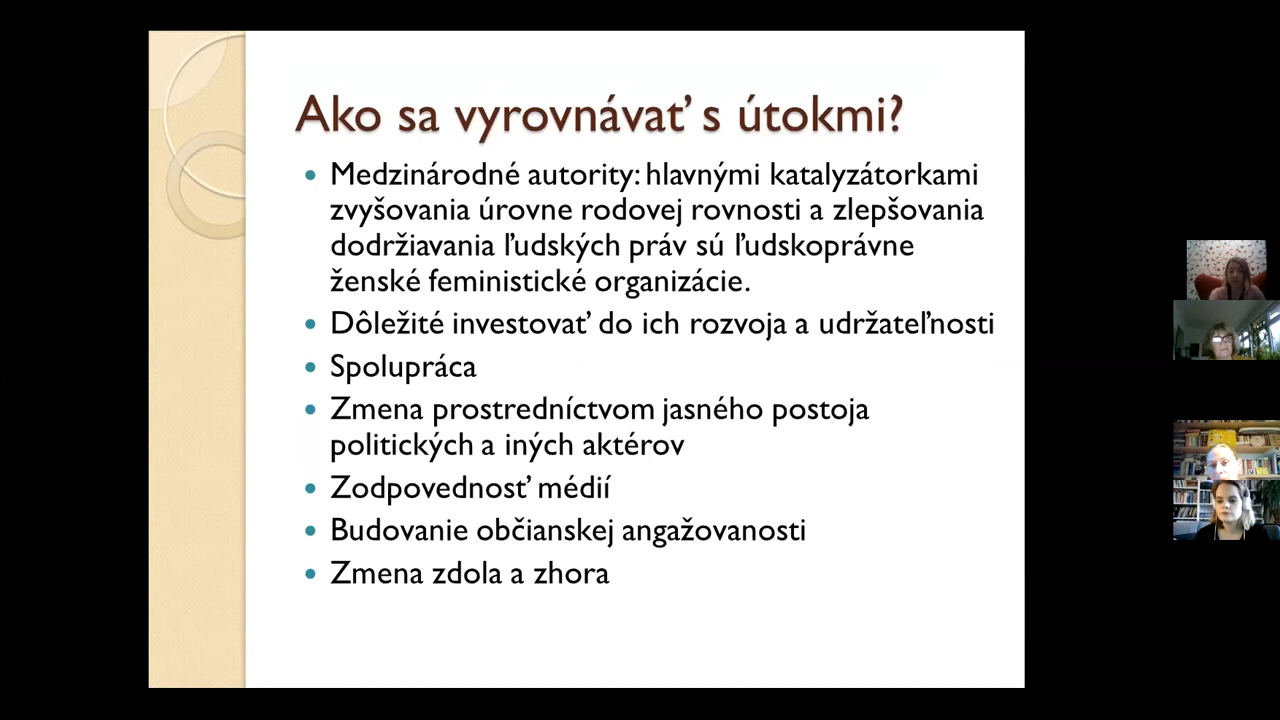 Ako sa vyrovnávať s útokmi?
Medzinárodné autority: hlavnými katalyzátorkami
zvyšovania úrovne rodovej rovnosti a zlepšovania
dodržiavania ľudských práv sú ľudskoprávne
ženské feministické organizácie.
Dôležité investovať do ich rozvoja a udržateľnosti
Spolupráca
Zmena prostredníctvom jasného postoja
politických a iných aktérov
Zodpovednosť médií
Budovanie občianskej angažovanosti
Zmena zdola a zhora